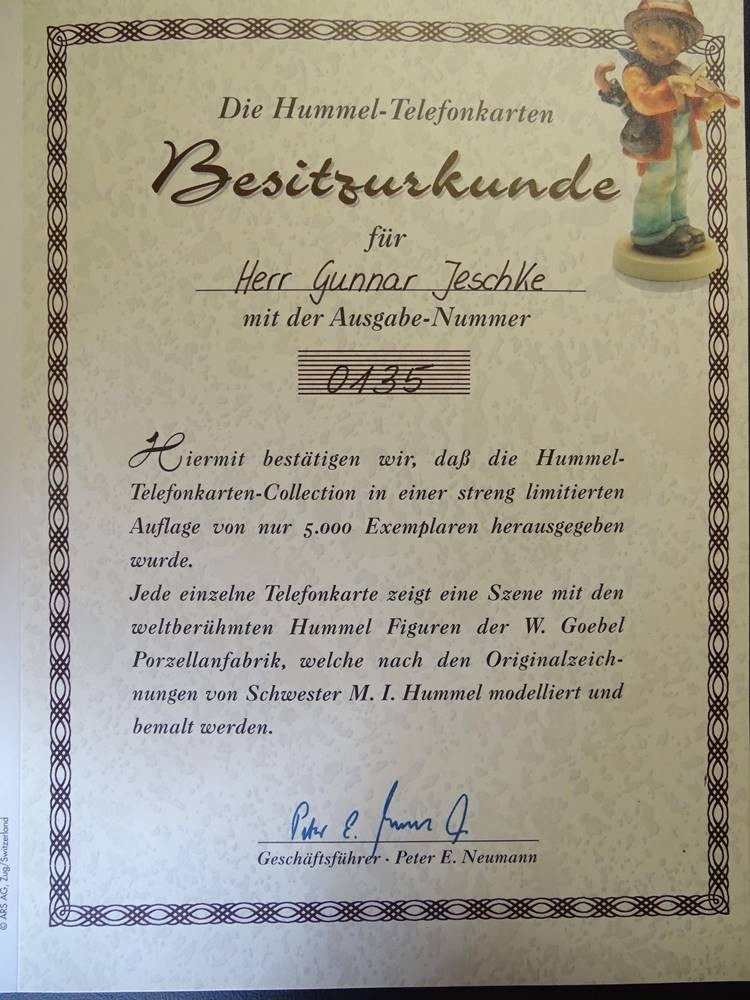 Die Hummel-Telefonkarten
Besitzurkunde
für
Herr Gunnar Jeschke
mit der Ausgabe-Nummer
0135
Hiermit bestätigen wir, daß die Hummel-
Telefonkarten-Collection in einer streng limitierten
Auflage von nur 5.000 Exemplaren herausgegeben
wurde.
Jede einzelne Telefonkarte zeigt eine Szene mit den
weltberühmten Hummel Figuren der W. Goebel
Porzellanfabrik, welche nach den Originalzeich-
nungen von Schwester M. I. Hummel modelliert und
bemalt werden.
Peter E.
Geschäftsführer · Peter E. Neumann
© ARS AG, Zug/Switzerland